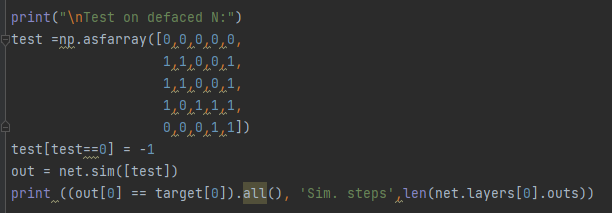 print("\nTest on defaced N:")
test =np.asfarray([0,0,0,0,0,
1,1,0,0,1,
1,1,0,0,1,
1,0,1,1,1,
0,0,0,1,1])
test[test==0] = -1
out = net.sim([test])
print ((out[0] == target[0]).all(), 'Sim. steps',len(net.layers[0].outs))